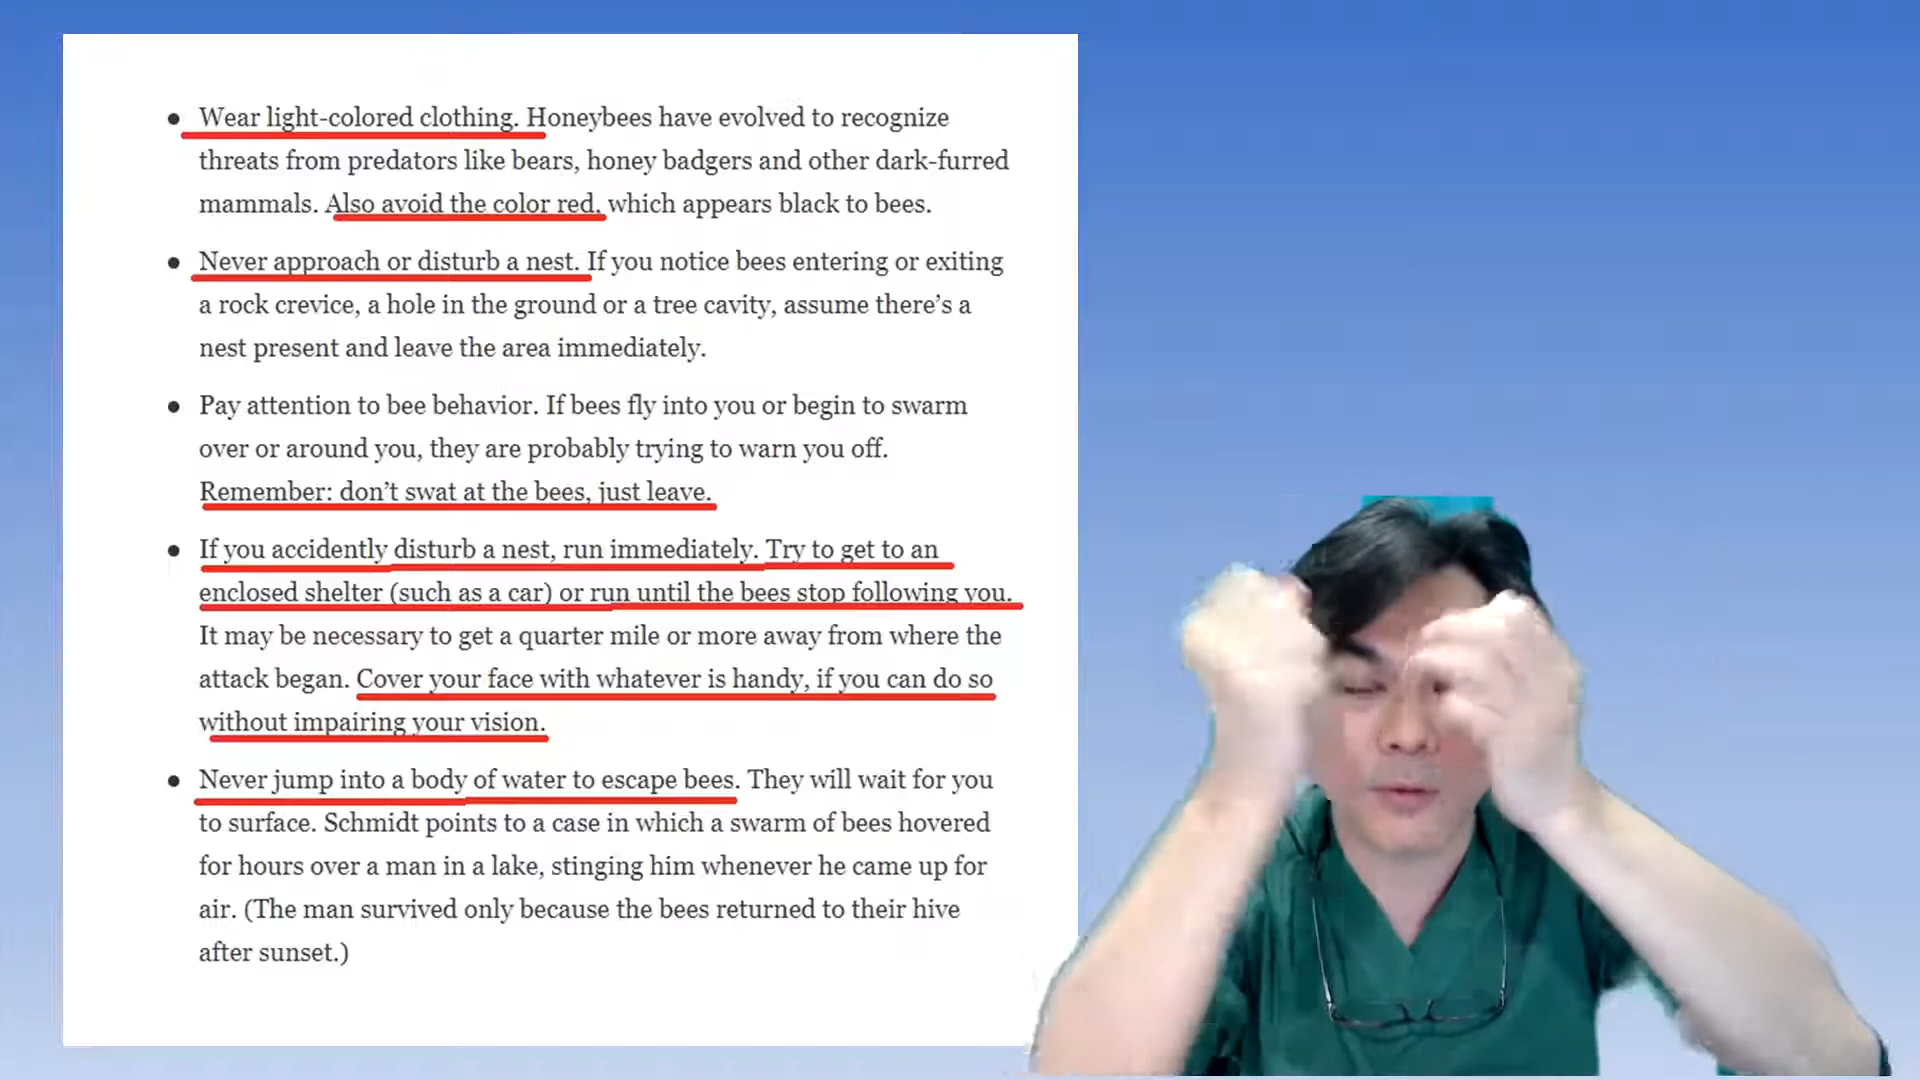 ● Wear light-colored clothing. Honeybees have evolved to recognize
threats from predators like bears, honey badgers and other dark-furred
mammals. Also avoid the color red, which appears black to bees.
● Never approach or disturb a nest. If you notice bees entering or exiting
a rock crevice, a hole in the ground or a tree cavity, assume there’s a
nest present and leave the area immediately.
● Pay attention to bee behavior. If bees fly into you or begin to swarm
over or around you, they are probably trying to warn you off.
Remember: don’t swat at the bees, just leave.
● If you accidently disturb a nest, run immediately. Try to get to an
enclosed shelter (such as a car) or run until the bees stop following you.
It may be necessary to get a quarter mile or more away from where the
attack began. Cover your face with whatever is handy, if you can do so
without impairing your vision.
● Never jump into a body of water to escape bees. They will wait for you
to surface. Schmidt points to a case in which a swarm of bees hovered
for hours over a man in a lake, stinging him whenever he came up for
air. (The man survived only because the bees returned to their hive
after sunset.)